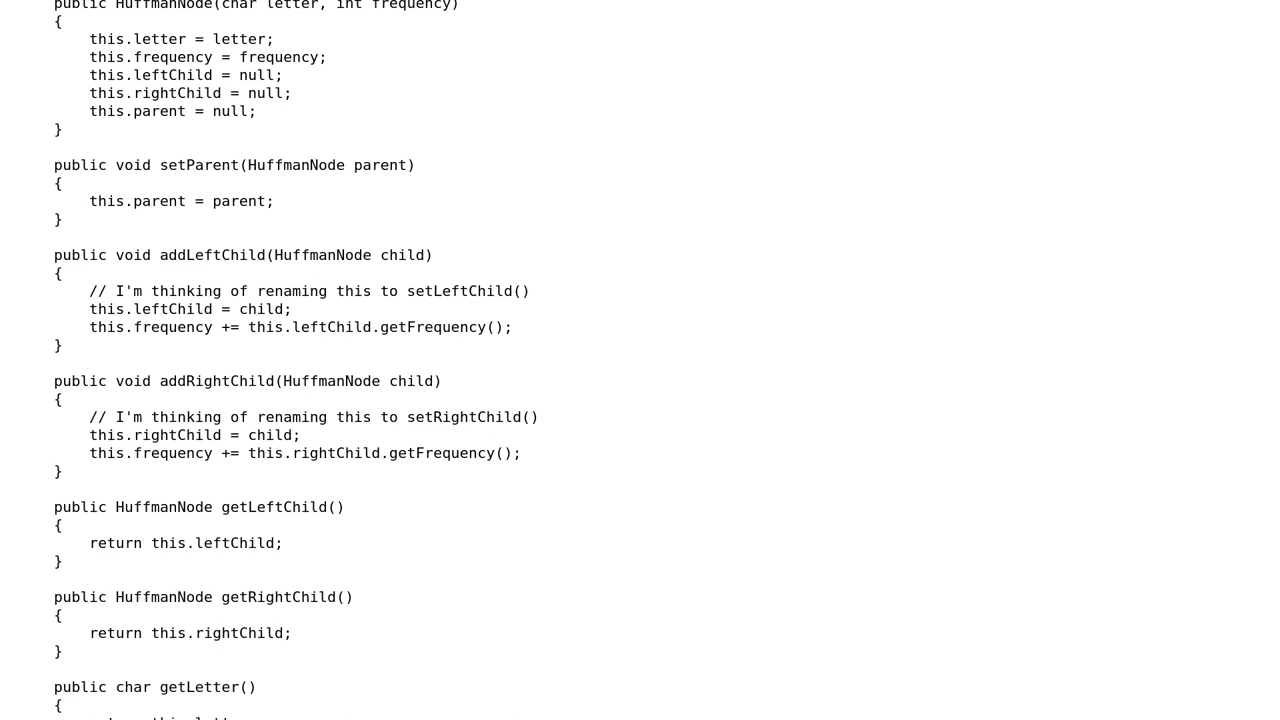 public HuffmanNode(char letter, int frequency)
{
this.letter = letter;
this.frequency = frequency;
this.leftChild = null;
this.rightChild = null;
this.parent = null;
}
public void setParent(HuffmanNode parent)
{
this.parent = parent;
}
public void addLeftChild(HuffmanNode child)
{
// I'm thinking of renaming this to setLeftChild()
this.leftChild = child;
this.frequency += this.leftChild.getFrequency();
}
public void addRightChild(HuffmanNode child)
{
// I'm thinking of renaming this to setRightChild()
this.rightChild = child;
this.frequency += this.rightChild.getFrequency();
}
public HuffmanNode getLeftChild()
{
return this.leftChild;
}
public HuffmanNode getRightChild()
{
return this.rightChild;
}
public char getLetter()
{